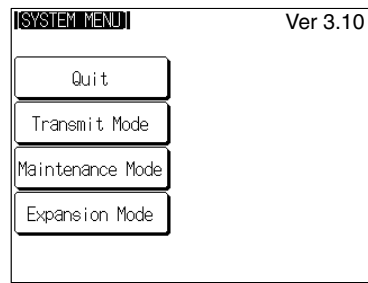 [SYSTEM MENU] Ver 3.10
Quit
Transmit Mode
Maintenance Mode
Expansion Mode